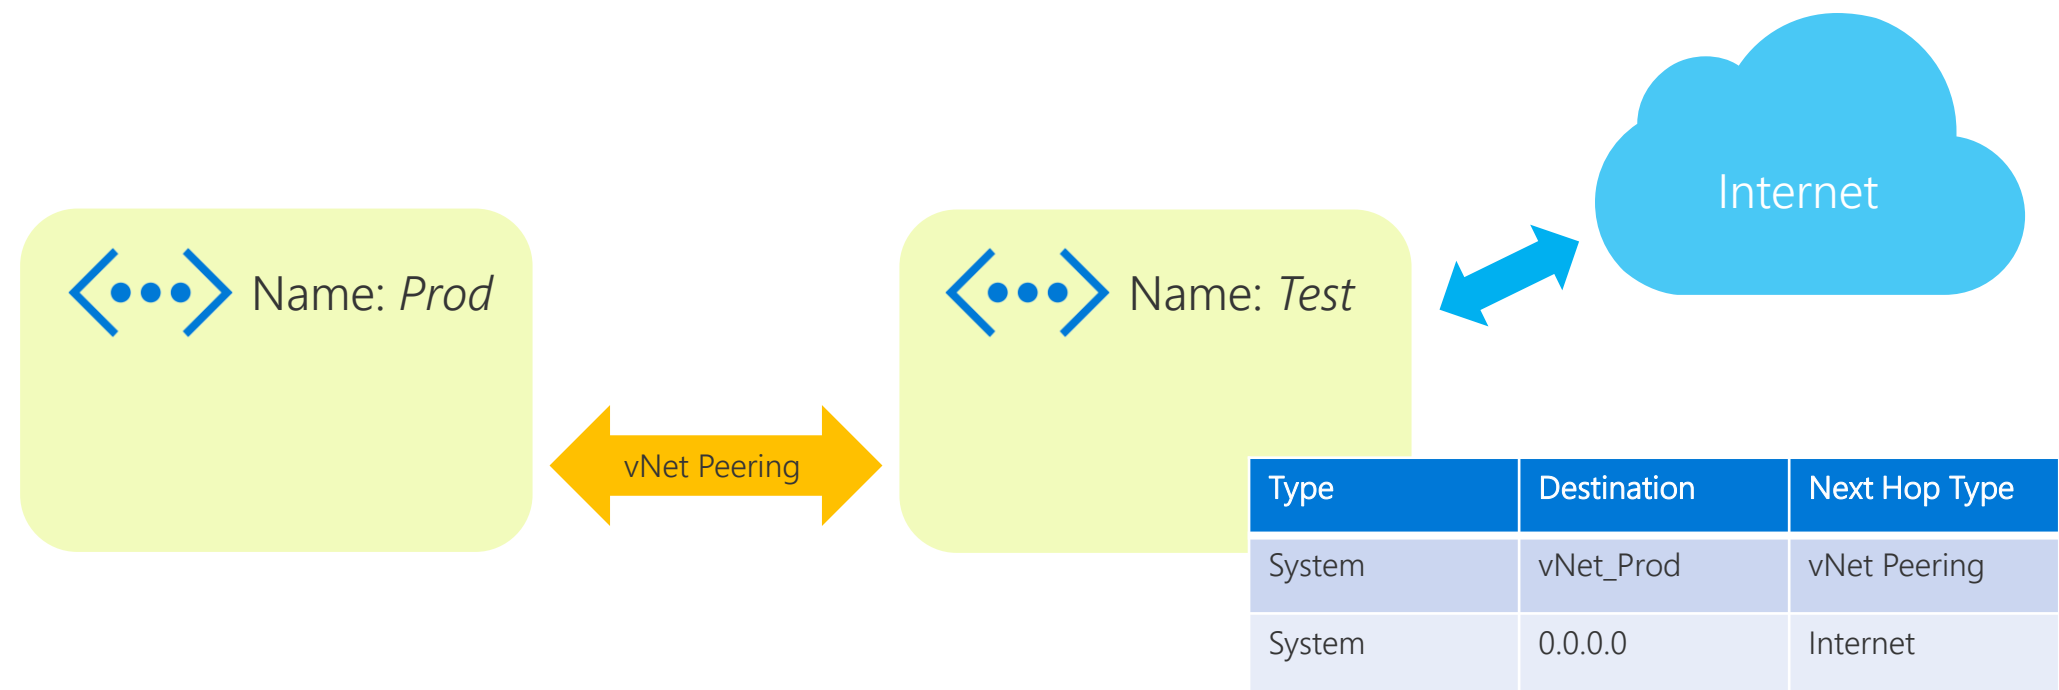 Internet
Name: Prod
Name: Test
vNet Peering
Type Destination Next Hop Type
System vNet_Prod vNet Peering
System 0.0.0.0 Internet